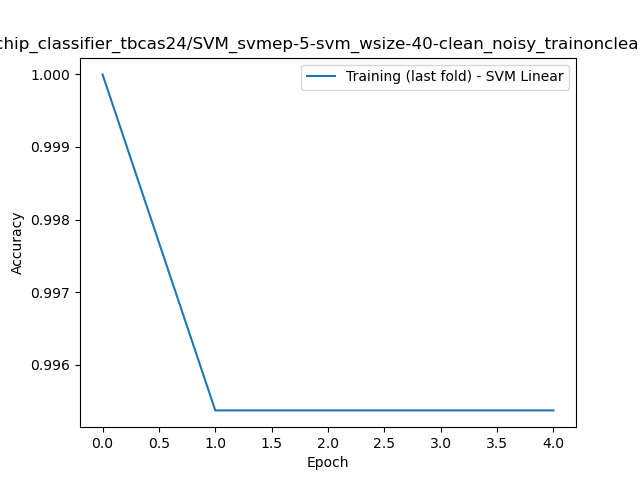 chip_classifier_tbcas24/SVM_svmep-5-svm_wsize-40-clean_noisy_trainonclea
Training (last fold) - SVM Linear
1.000
0.999
0.998
0.997
0.996
Accuracy
0.0 0.5 1.0 1.5 2.0 2.5 3.0 3.5 4.0
Epoch